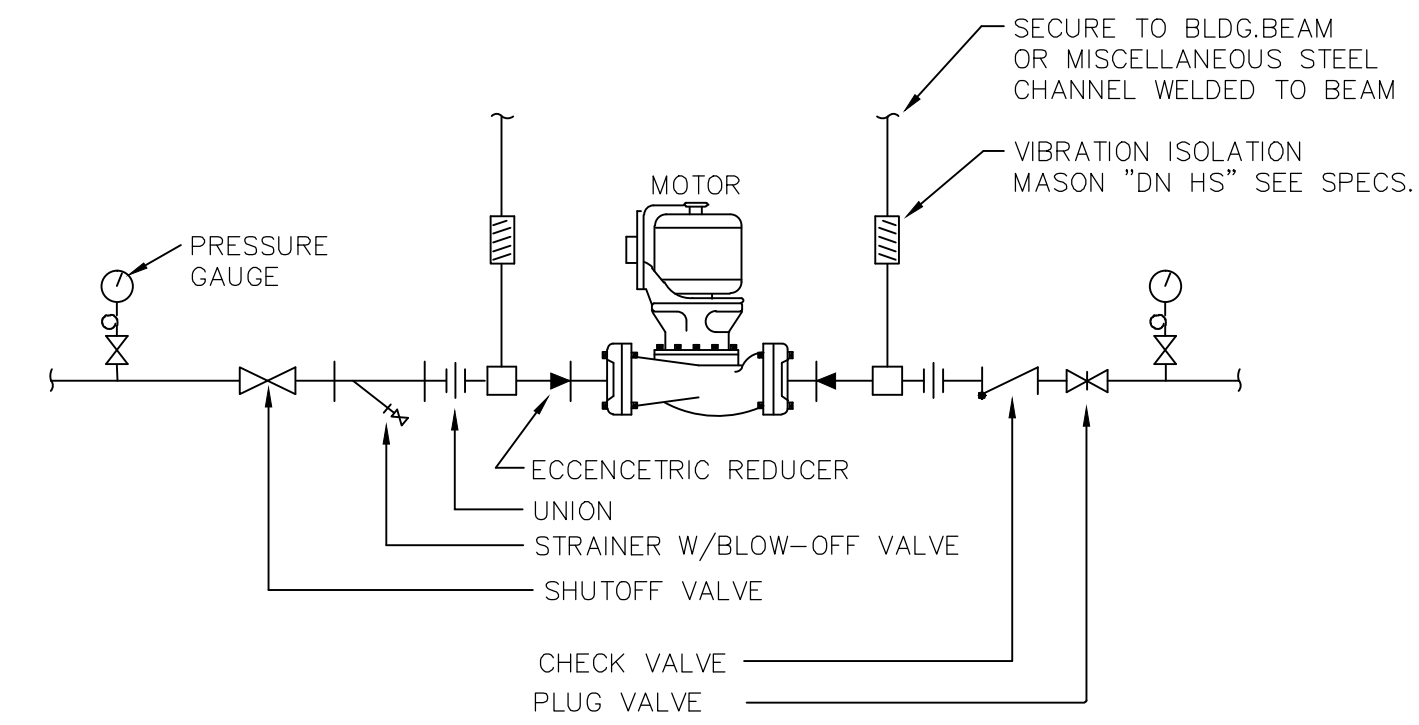 SECURE TO BLDG.BEAM
OR MISCELLANEOUS STEEL
CHANNEL WELDED TO BEAM
VIBRATION ISOLATION
MASON "DN HS" SEE SPECS.
MOTOR
PRESSURE
GAUGE
ECCENCETRIC REDUCER
UNION
STRAINER W/BLOW-OFF VALVE
SHUTOFF VALVE
CHECK VALVE
PLUG VALVE